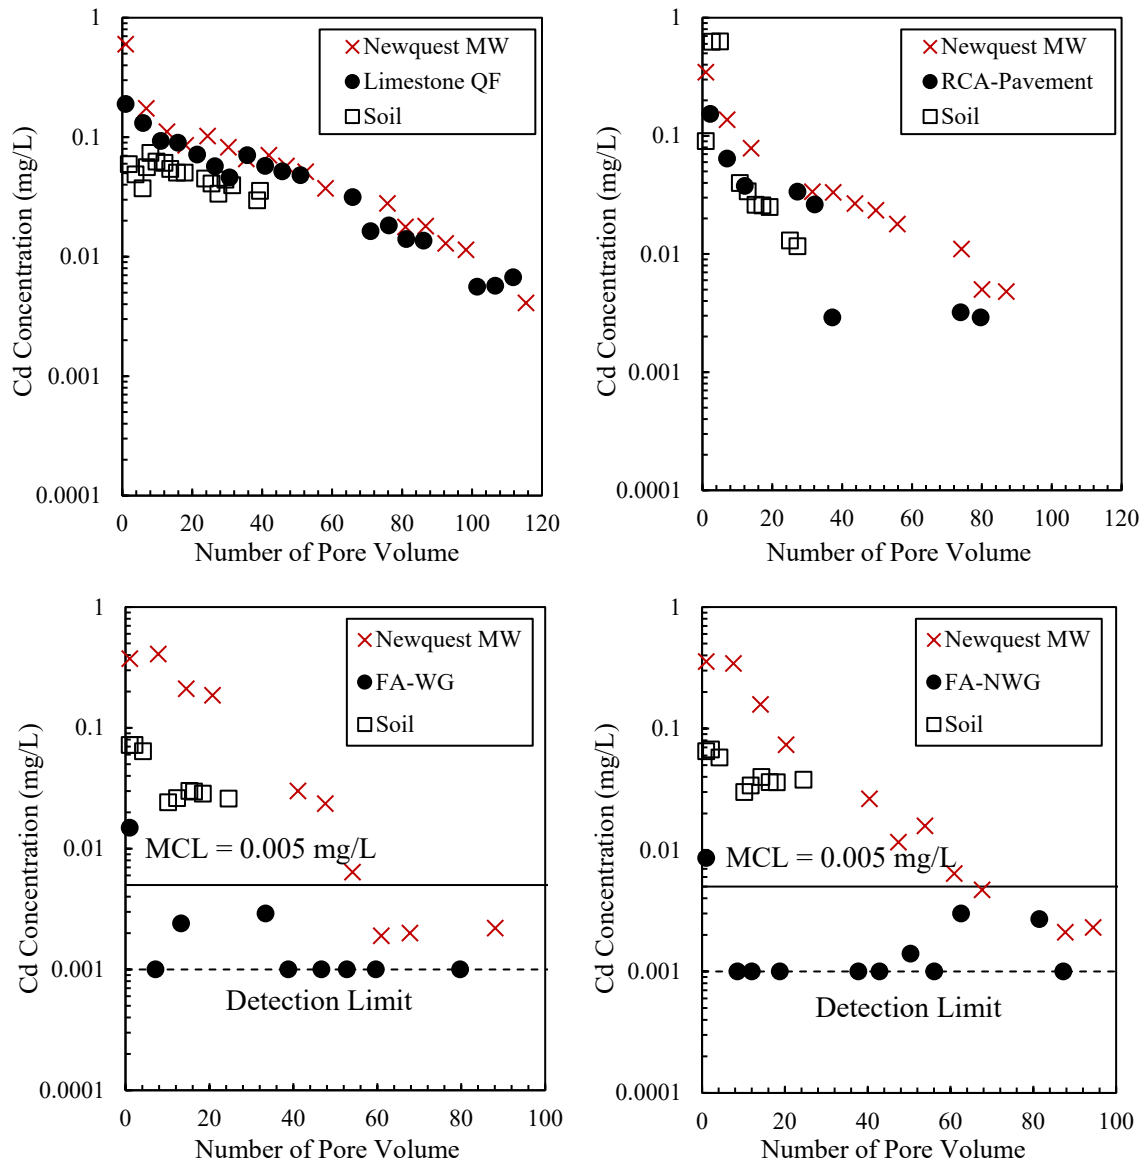 1
0.1
0.01
0.001
0.0001
Cd Concentration (mg/L)
Newquest MW
Limestone QF
Soil
0 20 40 60 80 100 120
Number of Pore Volume
1
0.1
0.01
0.001
0.0001
Cd Concentration (mg/L)
Newquest MW
RCA-Pavement
Soil
0 20 40 60 80 100 120
Number of Pore Volume
1
0.1
0.01
0.001
0.0001
Cd Concentration (mg/L)
Newquest MW
FA-WG
Soil
MCL = 0.005 mg/L
Detection Limit
0 20 40 60 80 100
Number of Pore Volume
1
0.1
0.01
0.001
0.0001
Cd Concentration (mg/L)
Newquest MW
FA-NWG
Soil
MCL = 0.005 mg/L
Detection Limit
0 20 40 60 80 100
Number of Pore Volume